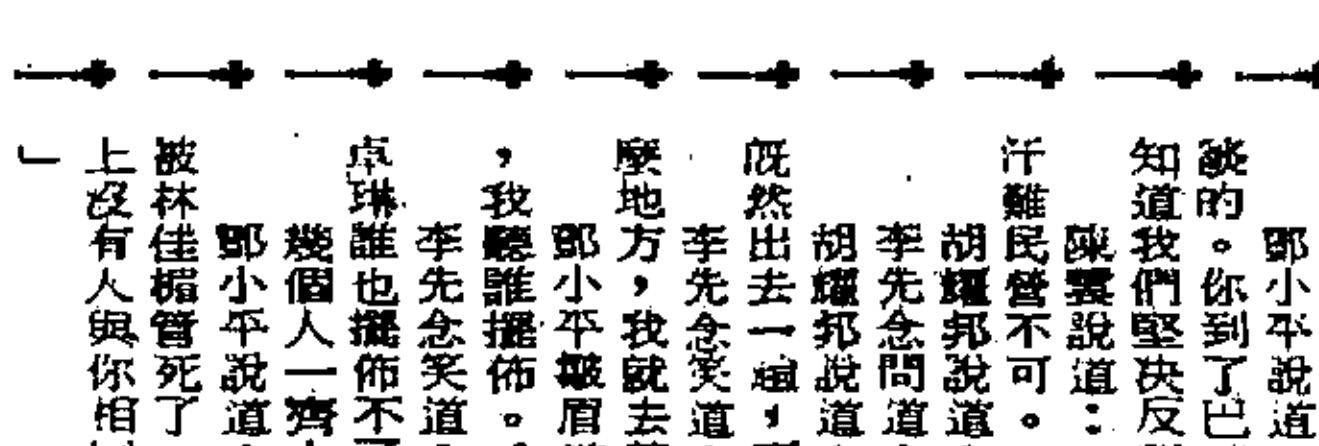 鄧小平說道
談的。你到了巴
知道我們堅決反
陳雲說道：
汗難民營不可。
胡耀邦說道
李先念問道
胡耀邦說道
既然出去一趟，
李先念笑道
麼地方，我就去
鄧小平皺眉
，我聽誰擺佈。
李先念笑道
卓琳誰也擺佈不
幾個人一齊
鄧小平說道
被林佳楣管死了
上沒有人與你相
」